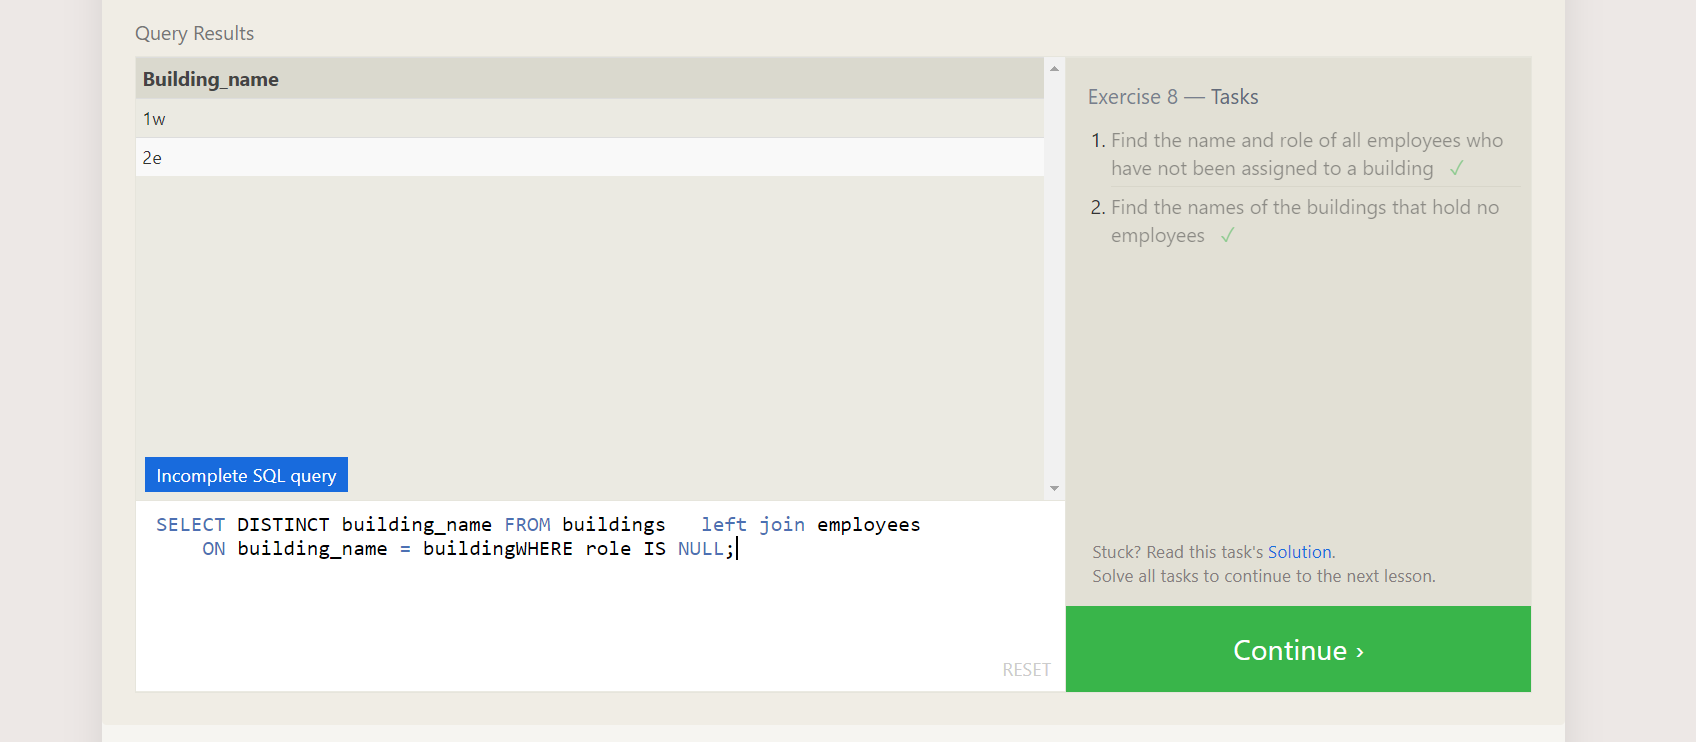 Query Results
Building_name
1w
2e
Incomplete SQL query
SELECT DISTINCT building_name FROM buildings   left join employees
    ON building_name = buildingWHERE role IS NULL;
RESET
Exercise 8 — Tasks
1. Find the name and role of all employees who
have not been assigned to a building ✓
2. Find the names of the buildings that hold no
employees ✓
Stuck? Read this task's Solution.
Solve all tasks to continue to the next lesson.
Continue ›